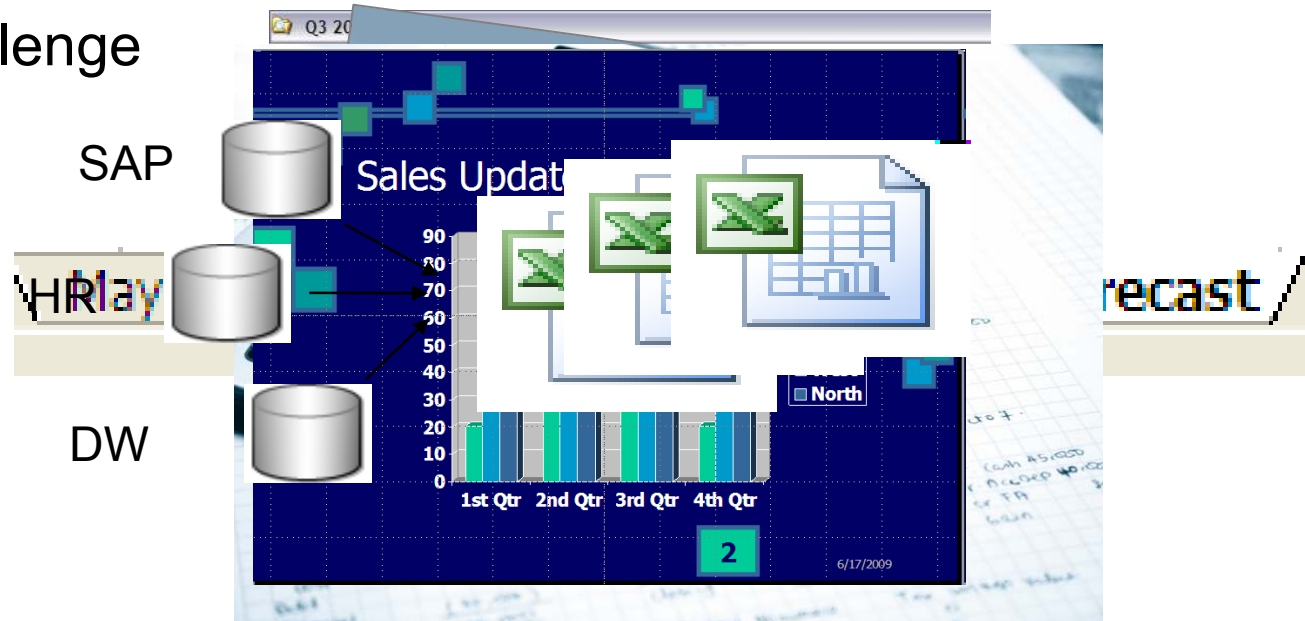 Q3 20
lenge
SAP
Sales Updat
90
80
HR
May
70
recast
60
50
40
30
North
20
DW
10
0
1st Qtr 2nd Qtr 3rd Qtr 4th Qtr
2
6/17/2009